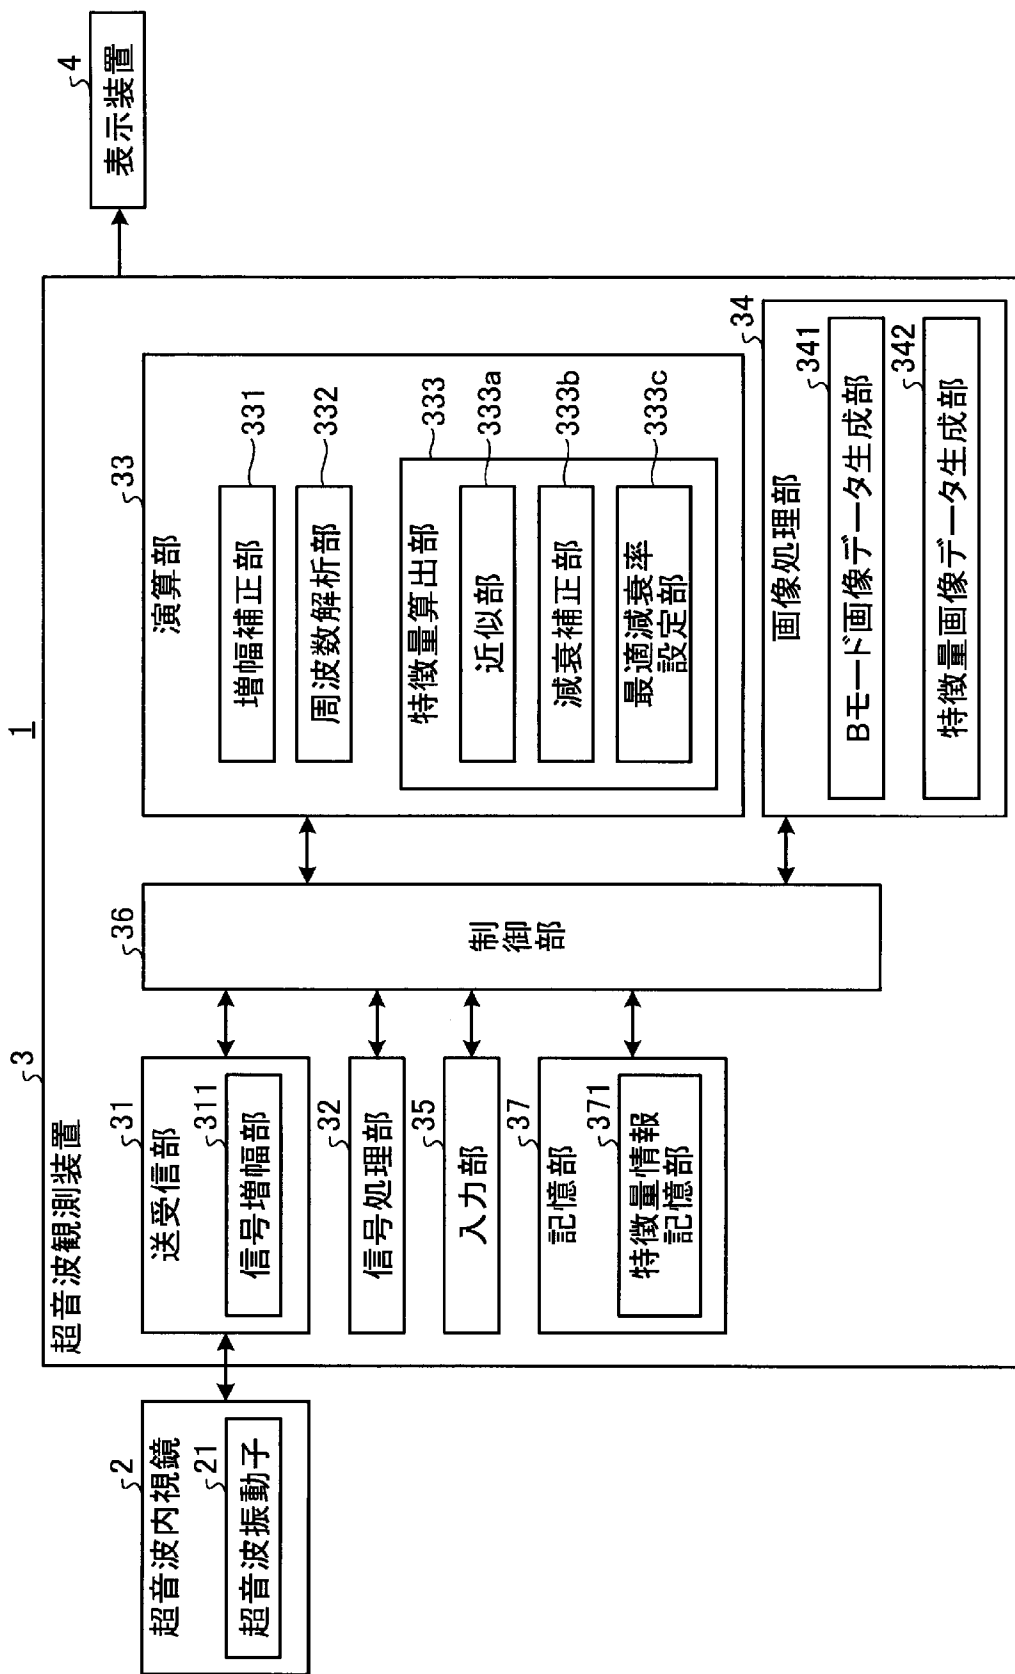 1
超音波内視鏡
2
超音波振動子
21
超音波観測装置
3
送受信部
31
信号増幅部
311
信号処理部
32
入力部
35
記憶部
37
特徴量情報
記憶部
371
制御部
36
演算部
33
増幅補正部
331
周波数解析部
332
特徴量算出部
333
近似部
333a
減衰補正部
333b
最適減衰率
設定部
333c
画像処理部
34
Bモード画像データ生成部
341
特徴量画像データ生成部
342
表示装置
4